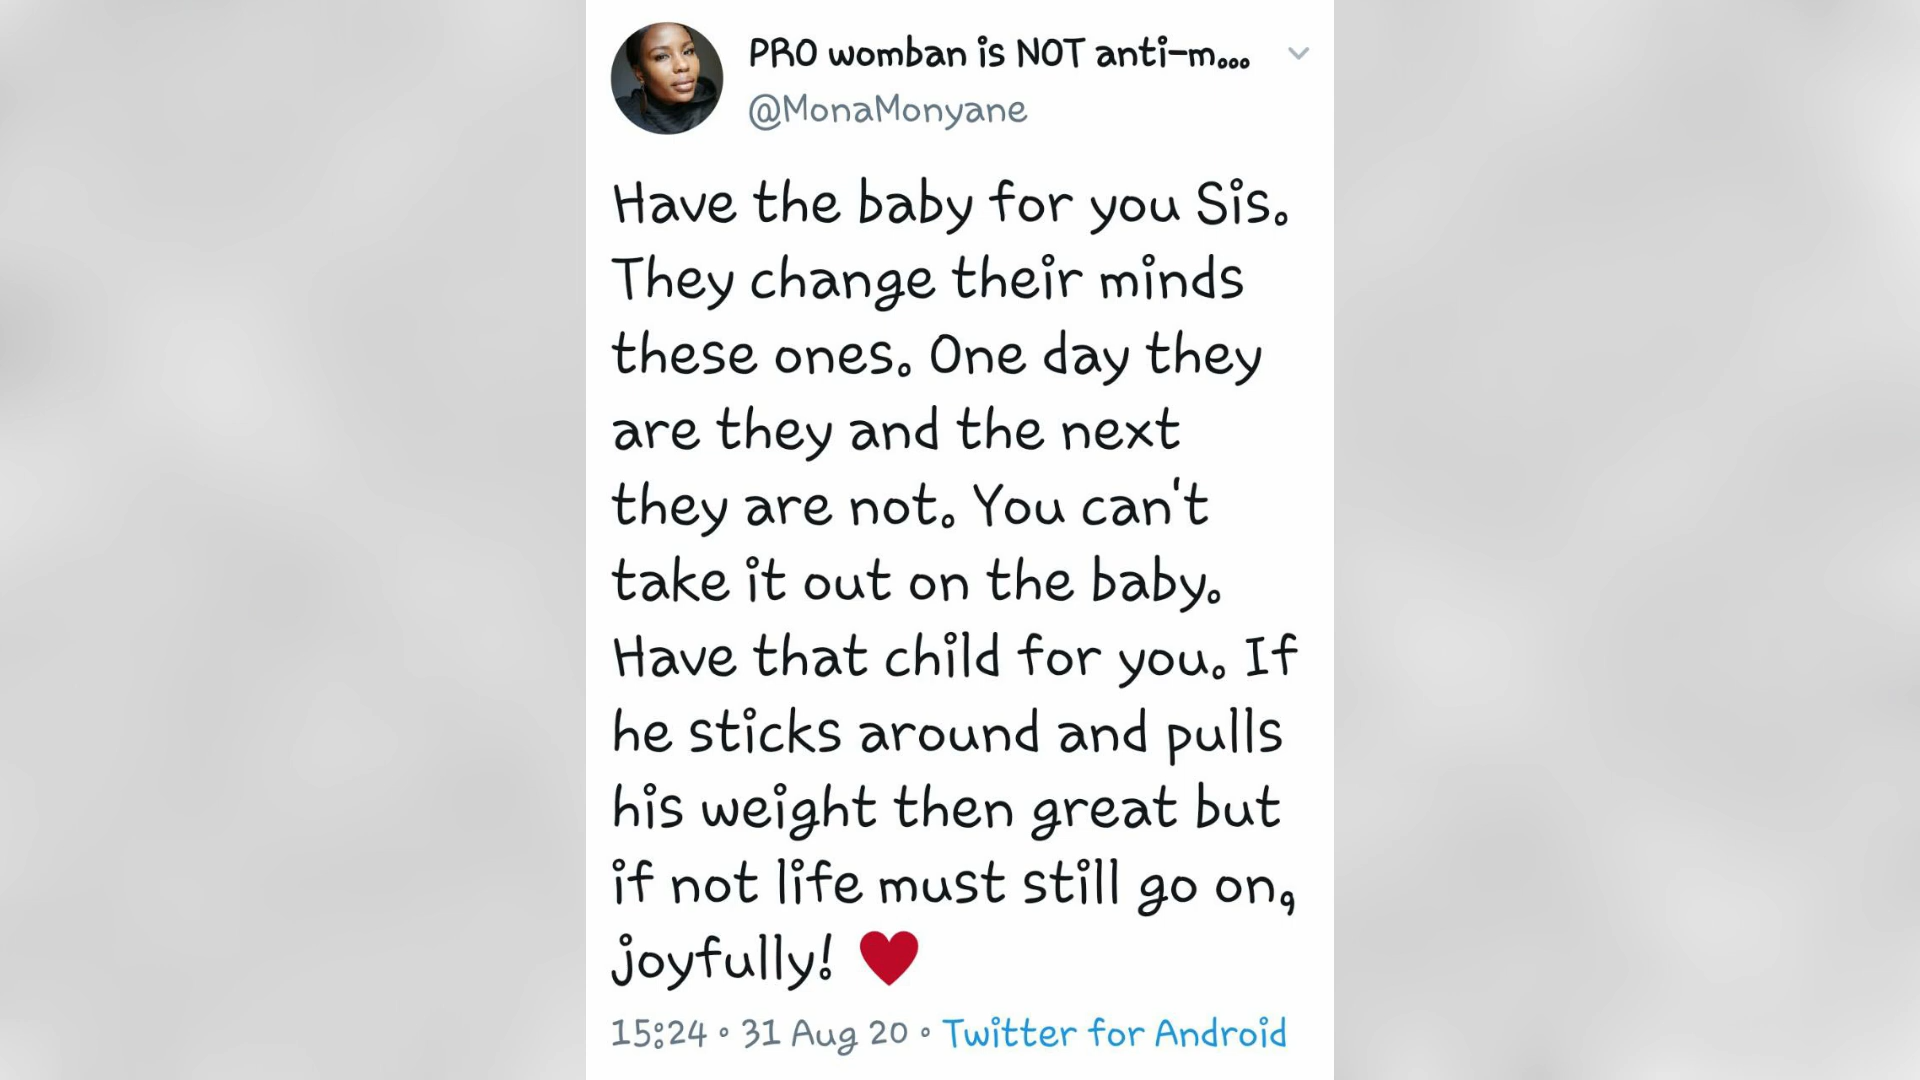 PRO womban is NOT anti-m...
@MonaMonyane
Have the baby for you Sis.
They change their minds
these ones. One day they
are they and the next
they are not. You can't
take it out on the baby.
Have that child for you. If
he sticks around and pulls
his weight then great but
if not life must still go on,
joyfully! ♥
15:24 • 31 Aug 20 • Twitter for Android